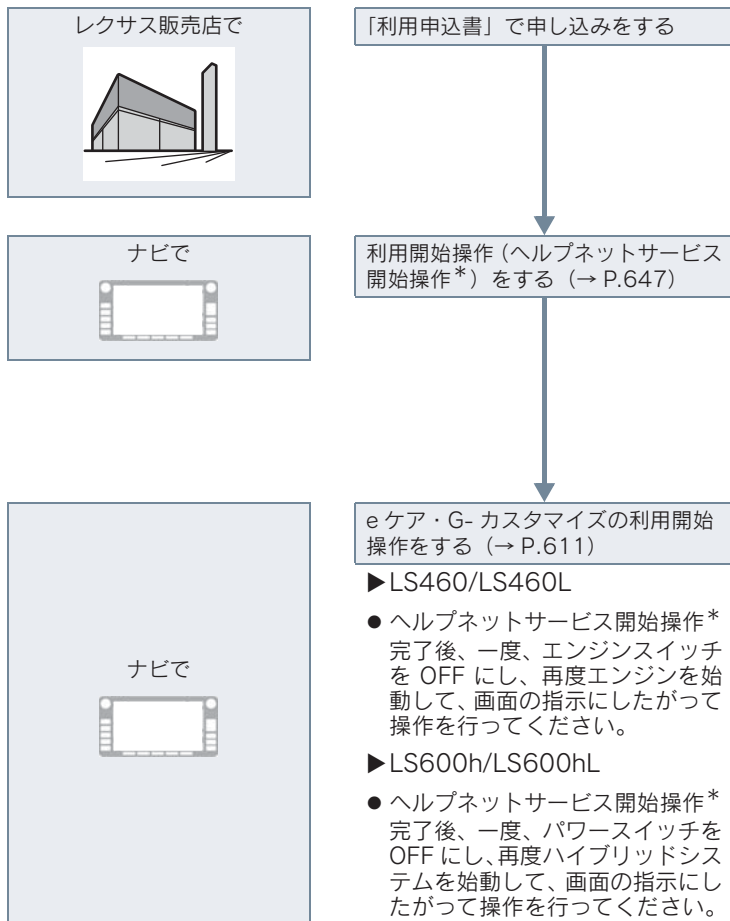 レクサス販売店で
「利用申込書」で申し込みをする
ナビで
利用開始操作（ヘルプネットサービス
開始操作＊）をする（→ P.647）
ナビで
e ケア・G- カスタマイズの利用開始
操作をする（→ P.611）
▶LS460/LS460L
● ヘルプネットサービス開始操作＊
完了後、一度、エンジンスイッチ
を OFF にし、再度エンジンを始
動して、画面の指示にしたがって
操作を行ってください。
▶LS600h/LS600hL
● ヘルプネットサービス開始操作＊
完了後、一度、パワースイッチを
OFF にし、再度ハイブリッドシス
テムを始動して、画面の指示にし
たがって操作を行ってください。